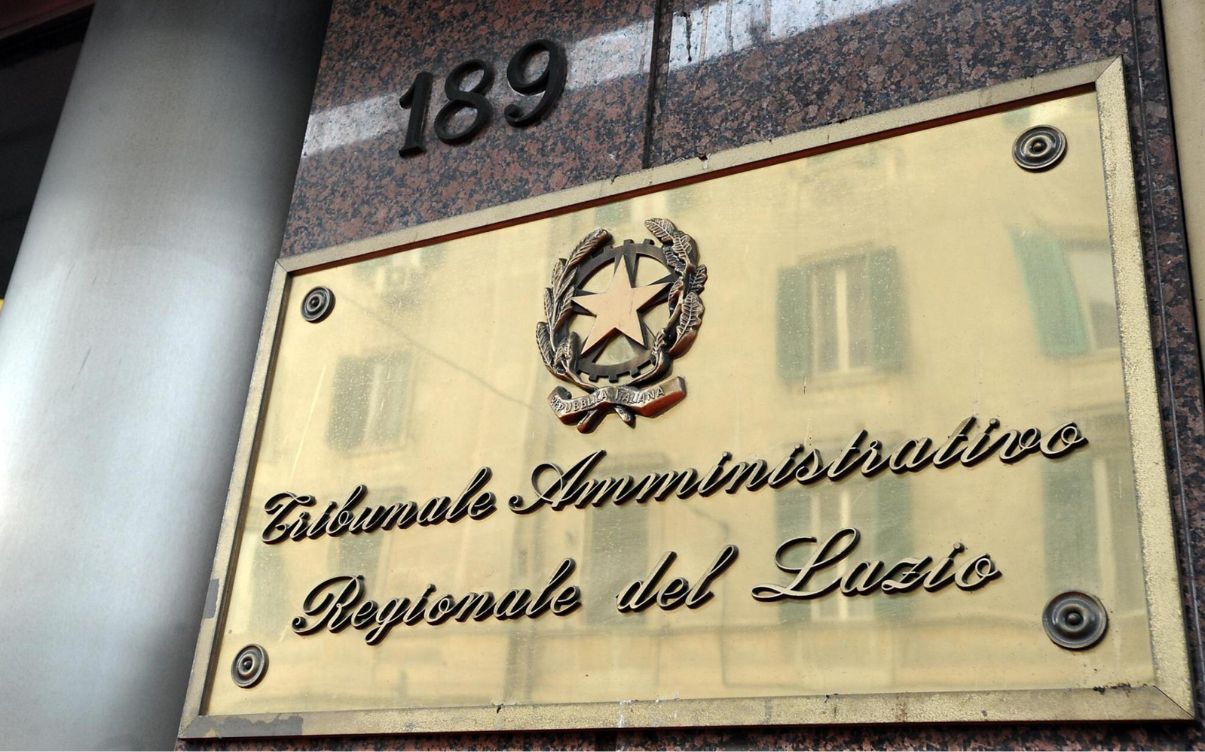 189
REPUBBLICA ITALIANA
Tribunale Amministrativo
Regionale del Lazio